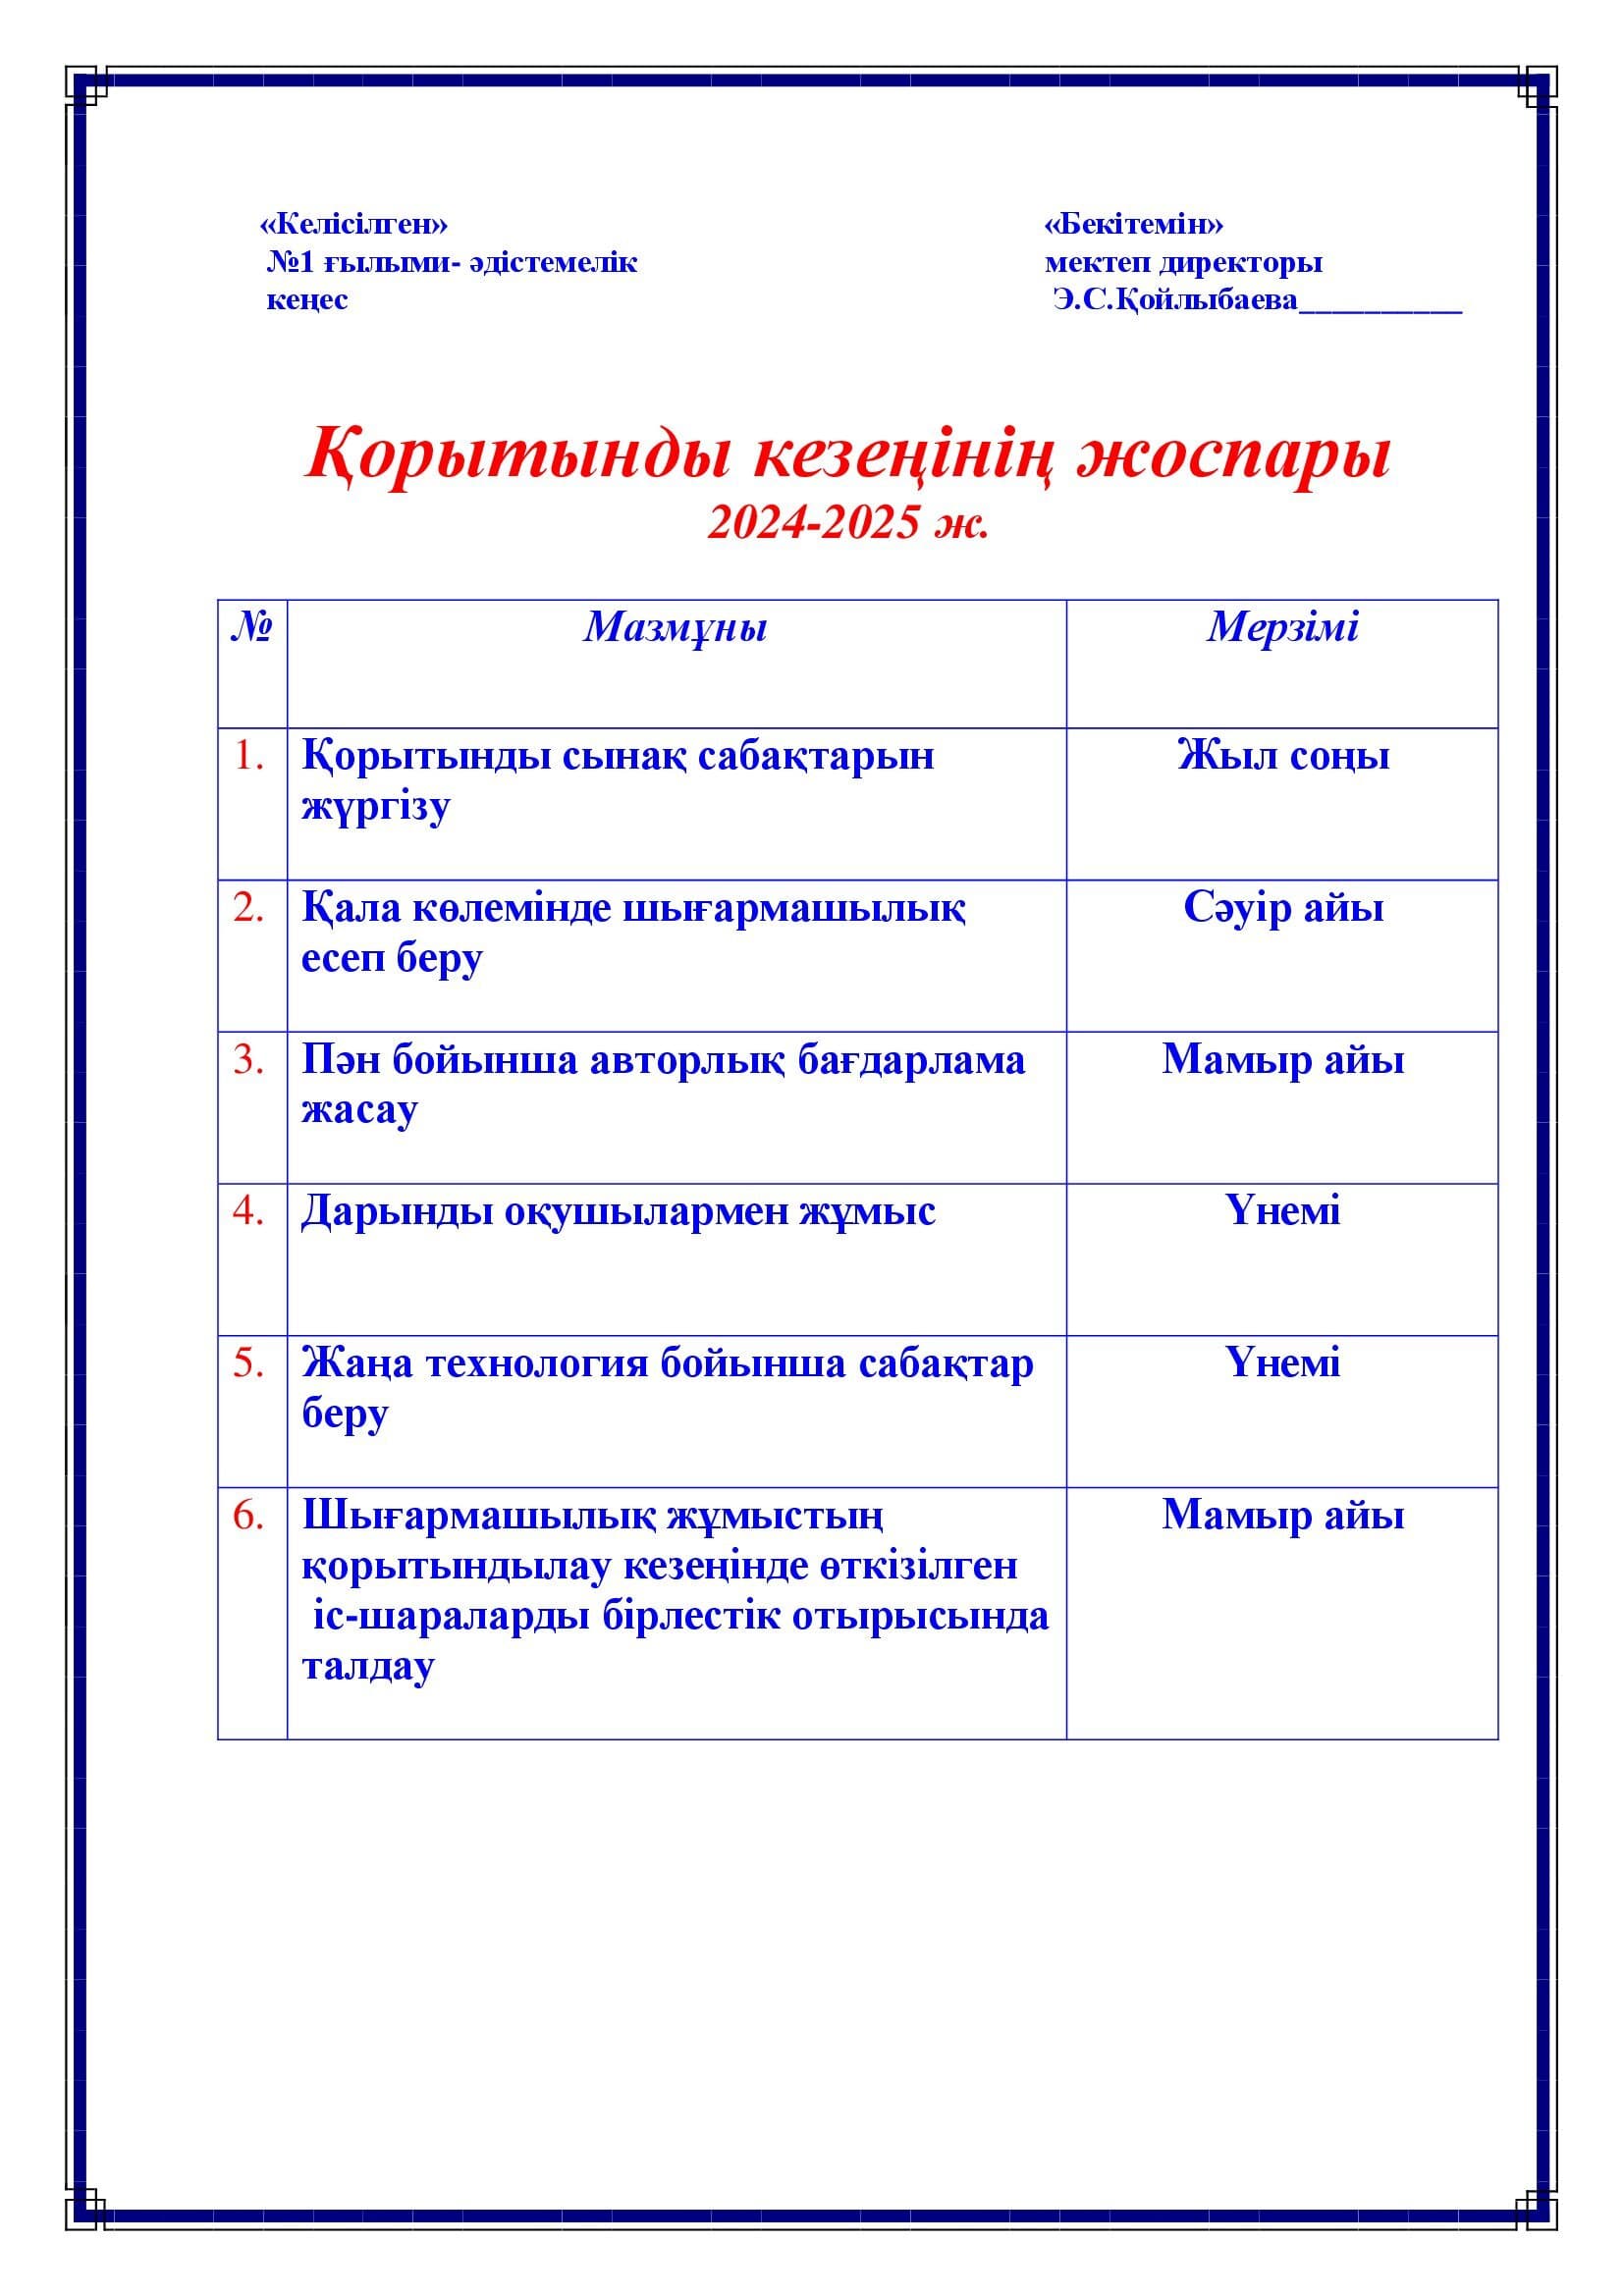 «Келісілген» «Бекітемін»
№1 ғылыми- әдістемелік мектеп директоры
кеңес Э.С.Қойлыбаева__________
Қорытынды кезеңінің жоспары
2024-2025 ж.
№ Мазмұны Мерзімі
1. Қорытынды сынақ сабақтарын Жыл соңы
жүргізу
2. Қала көлемінде шығармашылық Сәуір айы
есеп беру
3. Пән бойынша авторлық бағдарлама Мамыр айы
жасау
4. Дарынды оқушылармен жұмыс Үнемі
5. Жаңа технология бойынша сабақтар Үнемі
беру
6. Шығармашылық жұмыстың Мамыр айы
қорытындылау кезеңінде өткізілген
іс-шараларды бірлестік отырысында
талдау